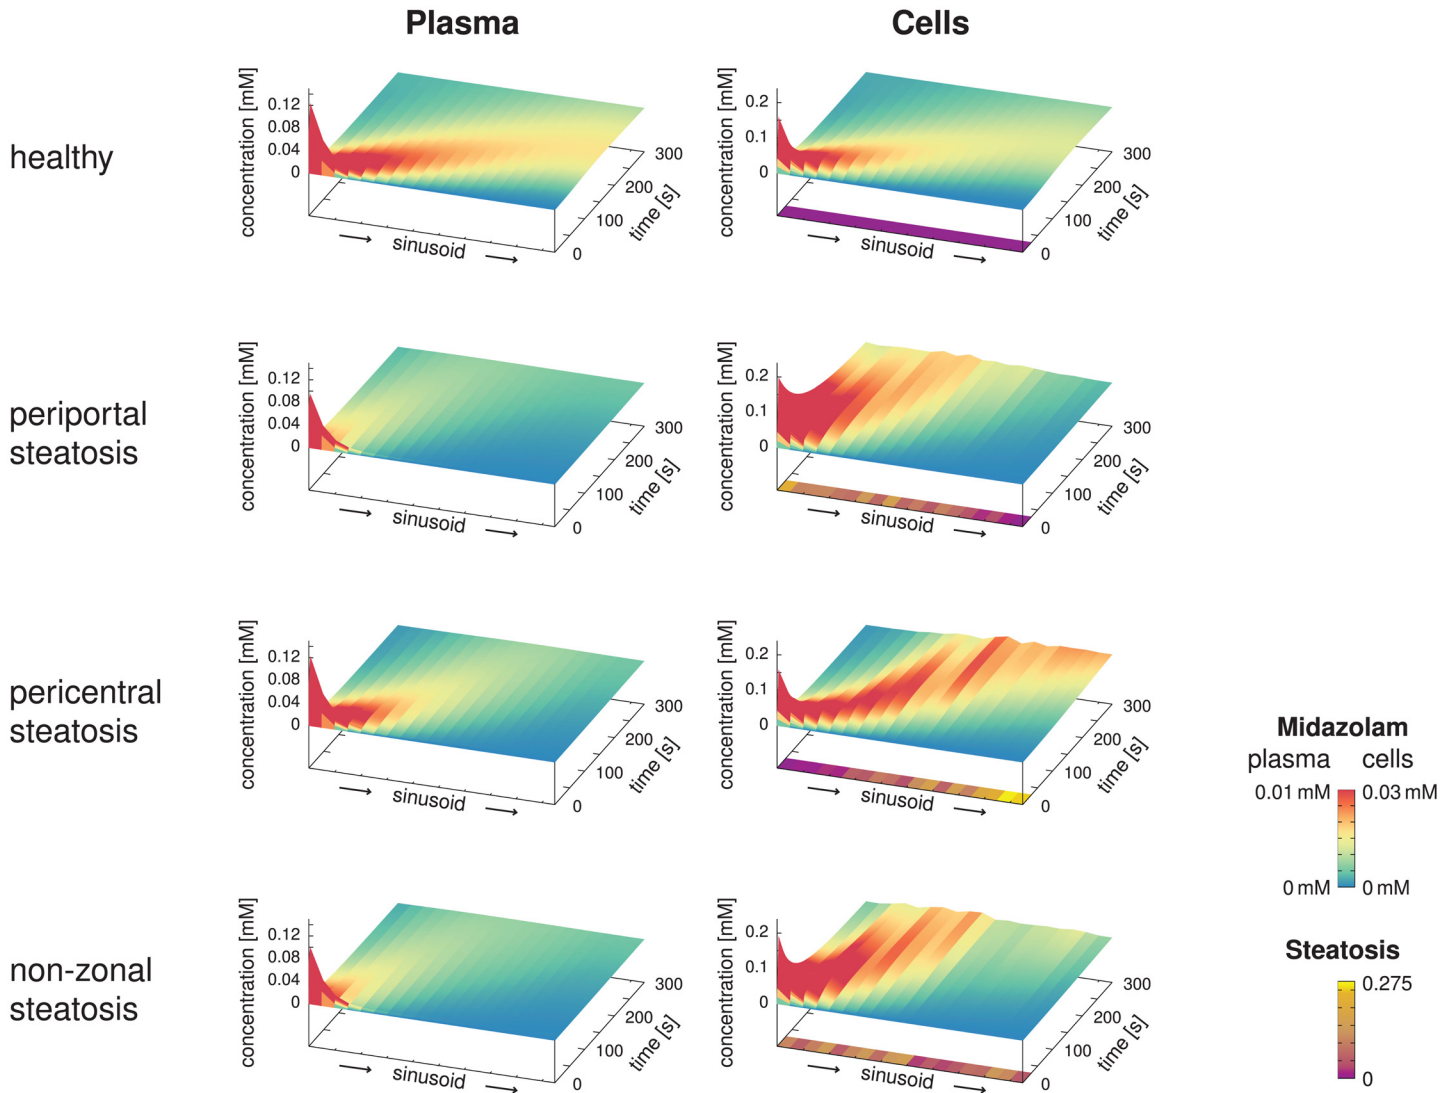 Plasma
Cells
healthy
concentration [mM]
0.12
0.08
0.04
0
sinusoid
0
100
200
300
time [s]
concentration [mM]
0.2
0.1
0
sinusoid
0
100
200
300
time [s]
periportal
steatosis
concentration [mM]
0.12
0.08
0.04
0
sinusoid
0
100
200
300
time [s]
concentration [mM]
0.2
0.1
0
sinusoid
0
100
200
300
time [s]
pericentral
steatosis
concentration [mM]
0.12
0.08
0.04
0
sinusoid
0
100
200
300
time [s]
concentration [mM]
0.2
0.1
0
sinusoid
0
100
200
300
time [s]
non-zonal
steatosis
concentration [mM]
0.12
0.08
0.04
0
sinusoid
0
100
200
300
time [s]
concentration [mM]
0.2
0.1
0
sinusoid
0
100
200
300
time [s]
Midazolam
plasma cells
0.01 mM 0.03 mM
0 mM 0 mM
Steatosis
0.275
0